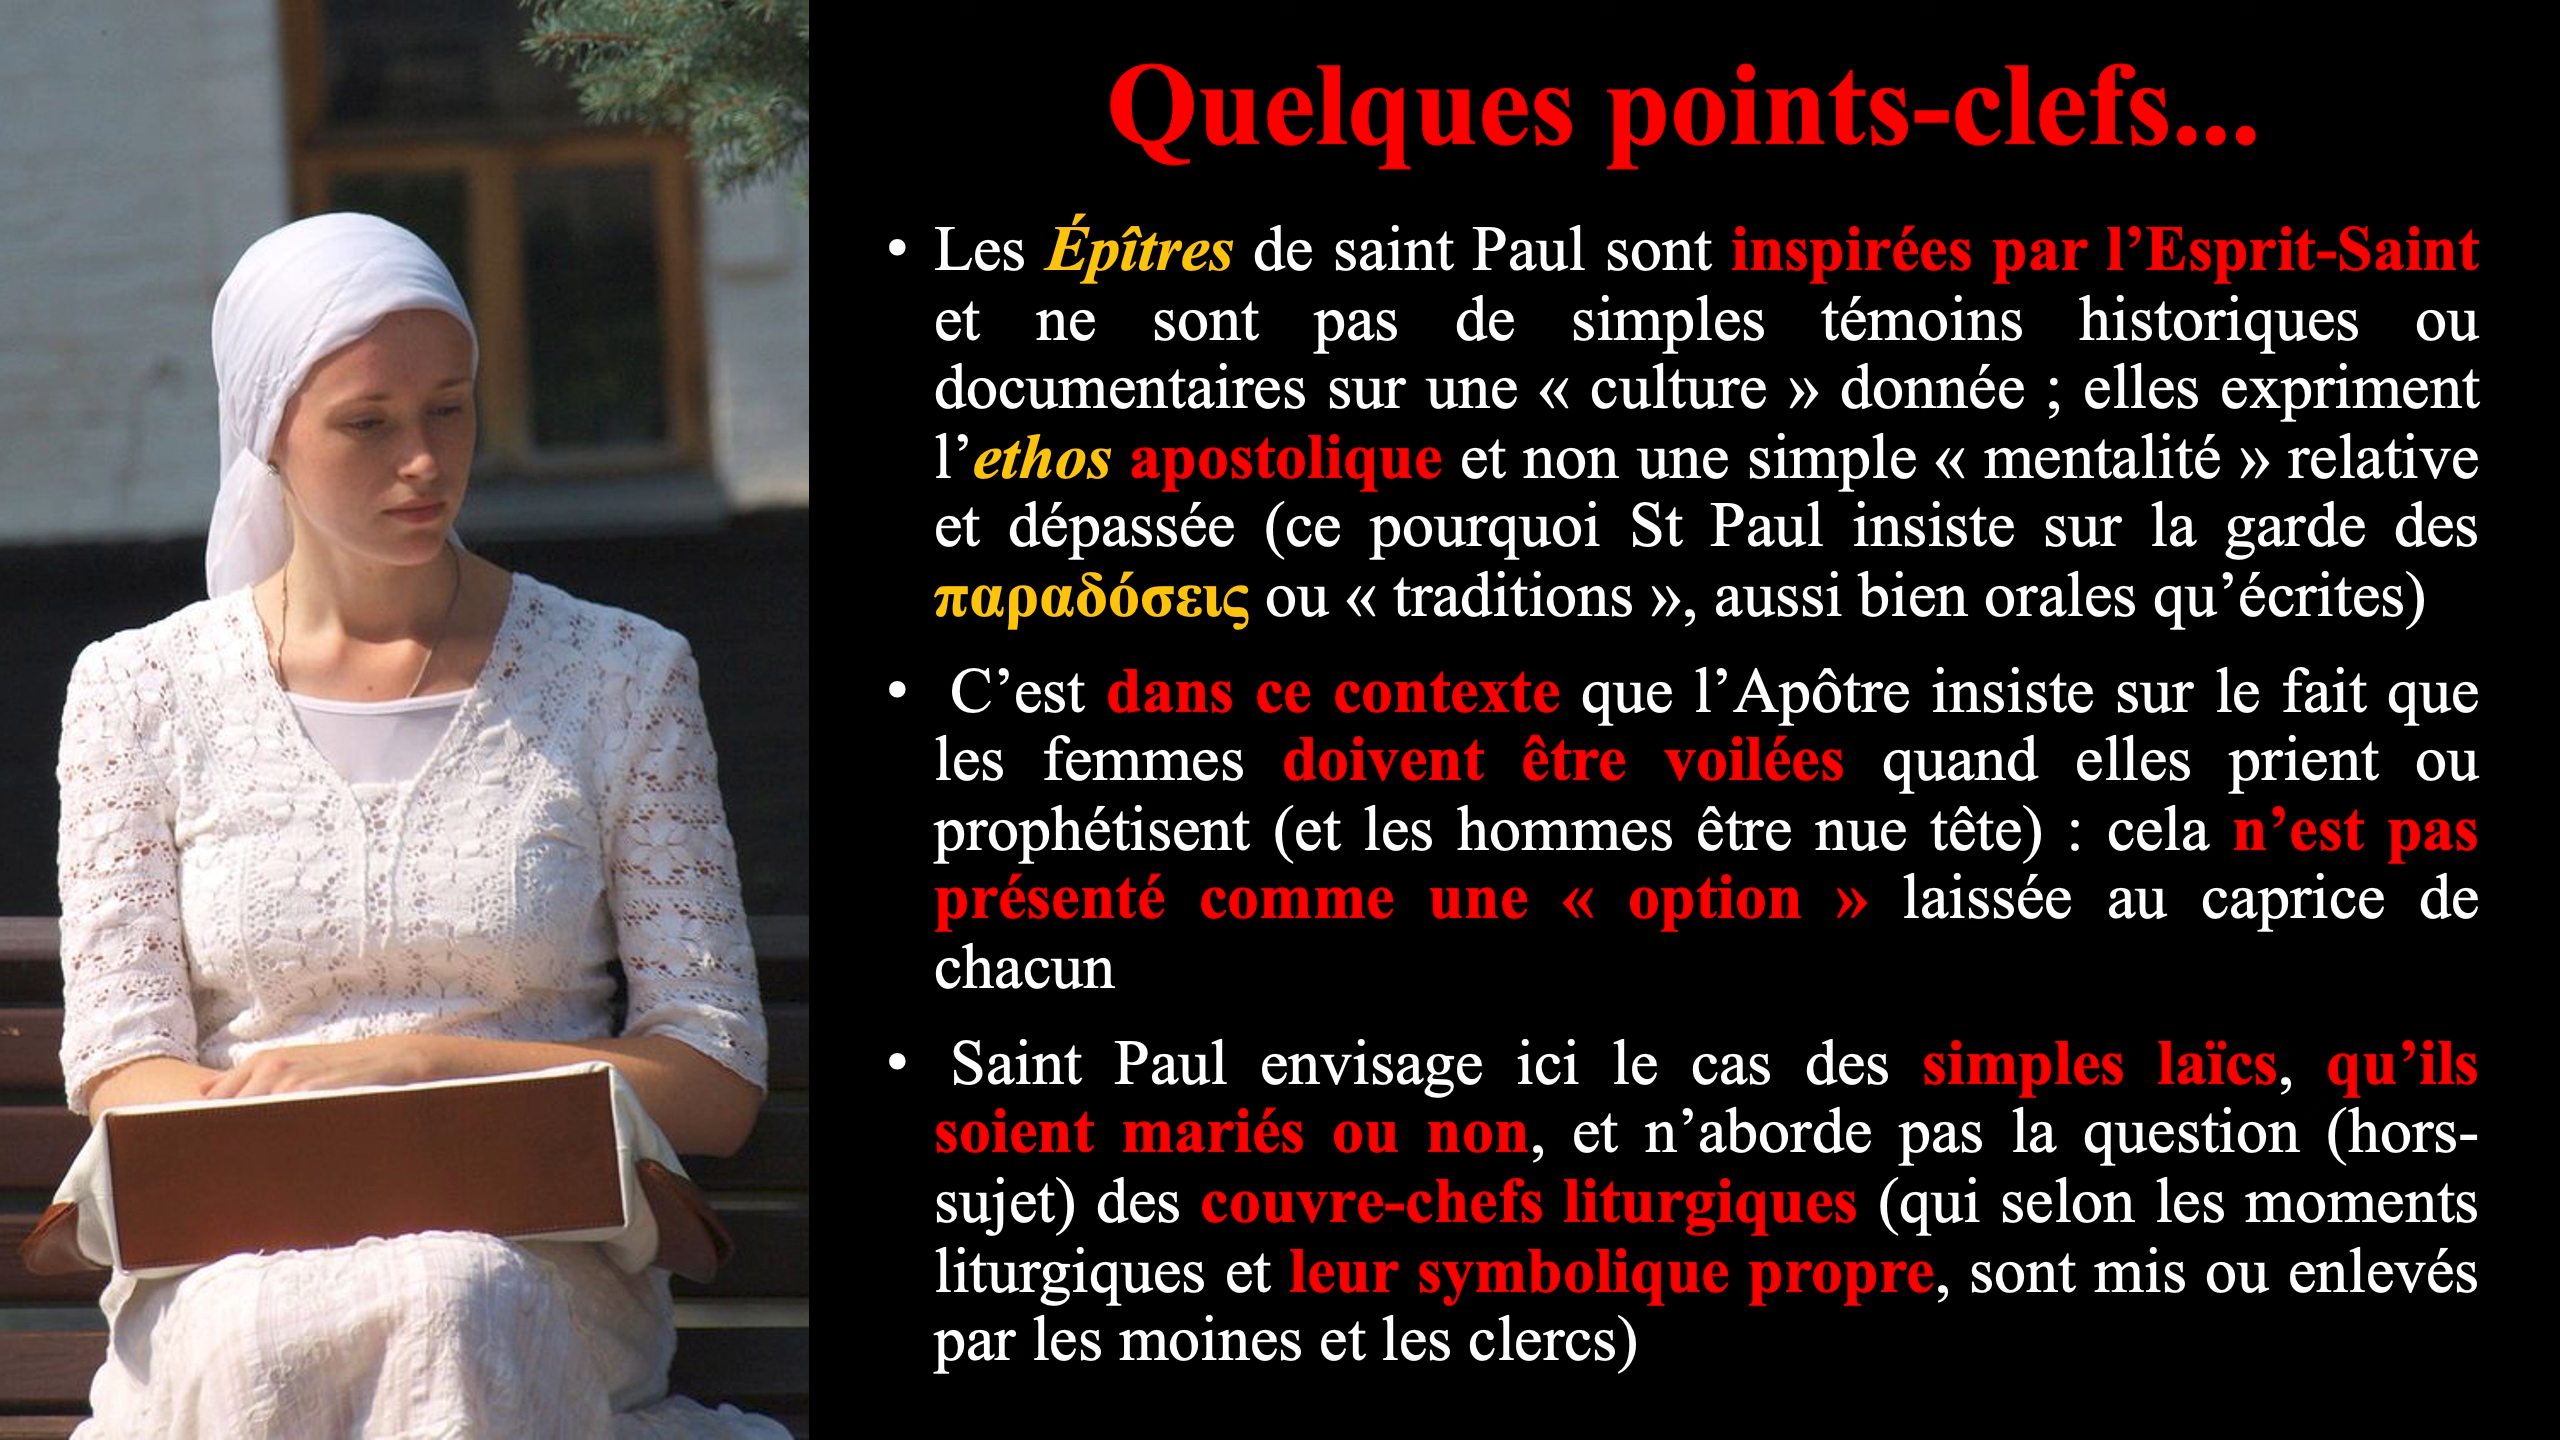 Quelques points-clefs...
• Les Épîtres de saint Paul sont inspirées par l’Esprit-Saint
et ne sont pas de simples témoins historiques ou
documentaires sur une « culture » donnée ; elles expriment
l’ethos apostolique et non une simple « mentalité » relative
et dépassée (ce pourquoi St Paul insiste sur la garde des
παραδόσεις ou « traditions », aussi bien orales qu’écrites)
• C’est dans ce contexte que l’Apôtre insiste sur le fait que
les femmes doivent être voilées quand elles prient ou
prophétisent (et les hommes être nue tête) : cela n’est pas
présenté comme une « option » laissée au caprice de
chacun
• Saint Paul envisage ici le cas des simples laïcs, qu’ils
soient mariés ou non, et n’aborde pas la question (hors-
sujet) des couvre-chefs liturgiques (qui selon les moments
liturgiques et leur symbolique propre, sont mis ou enlevés
par les moines et les clercs)